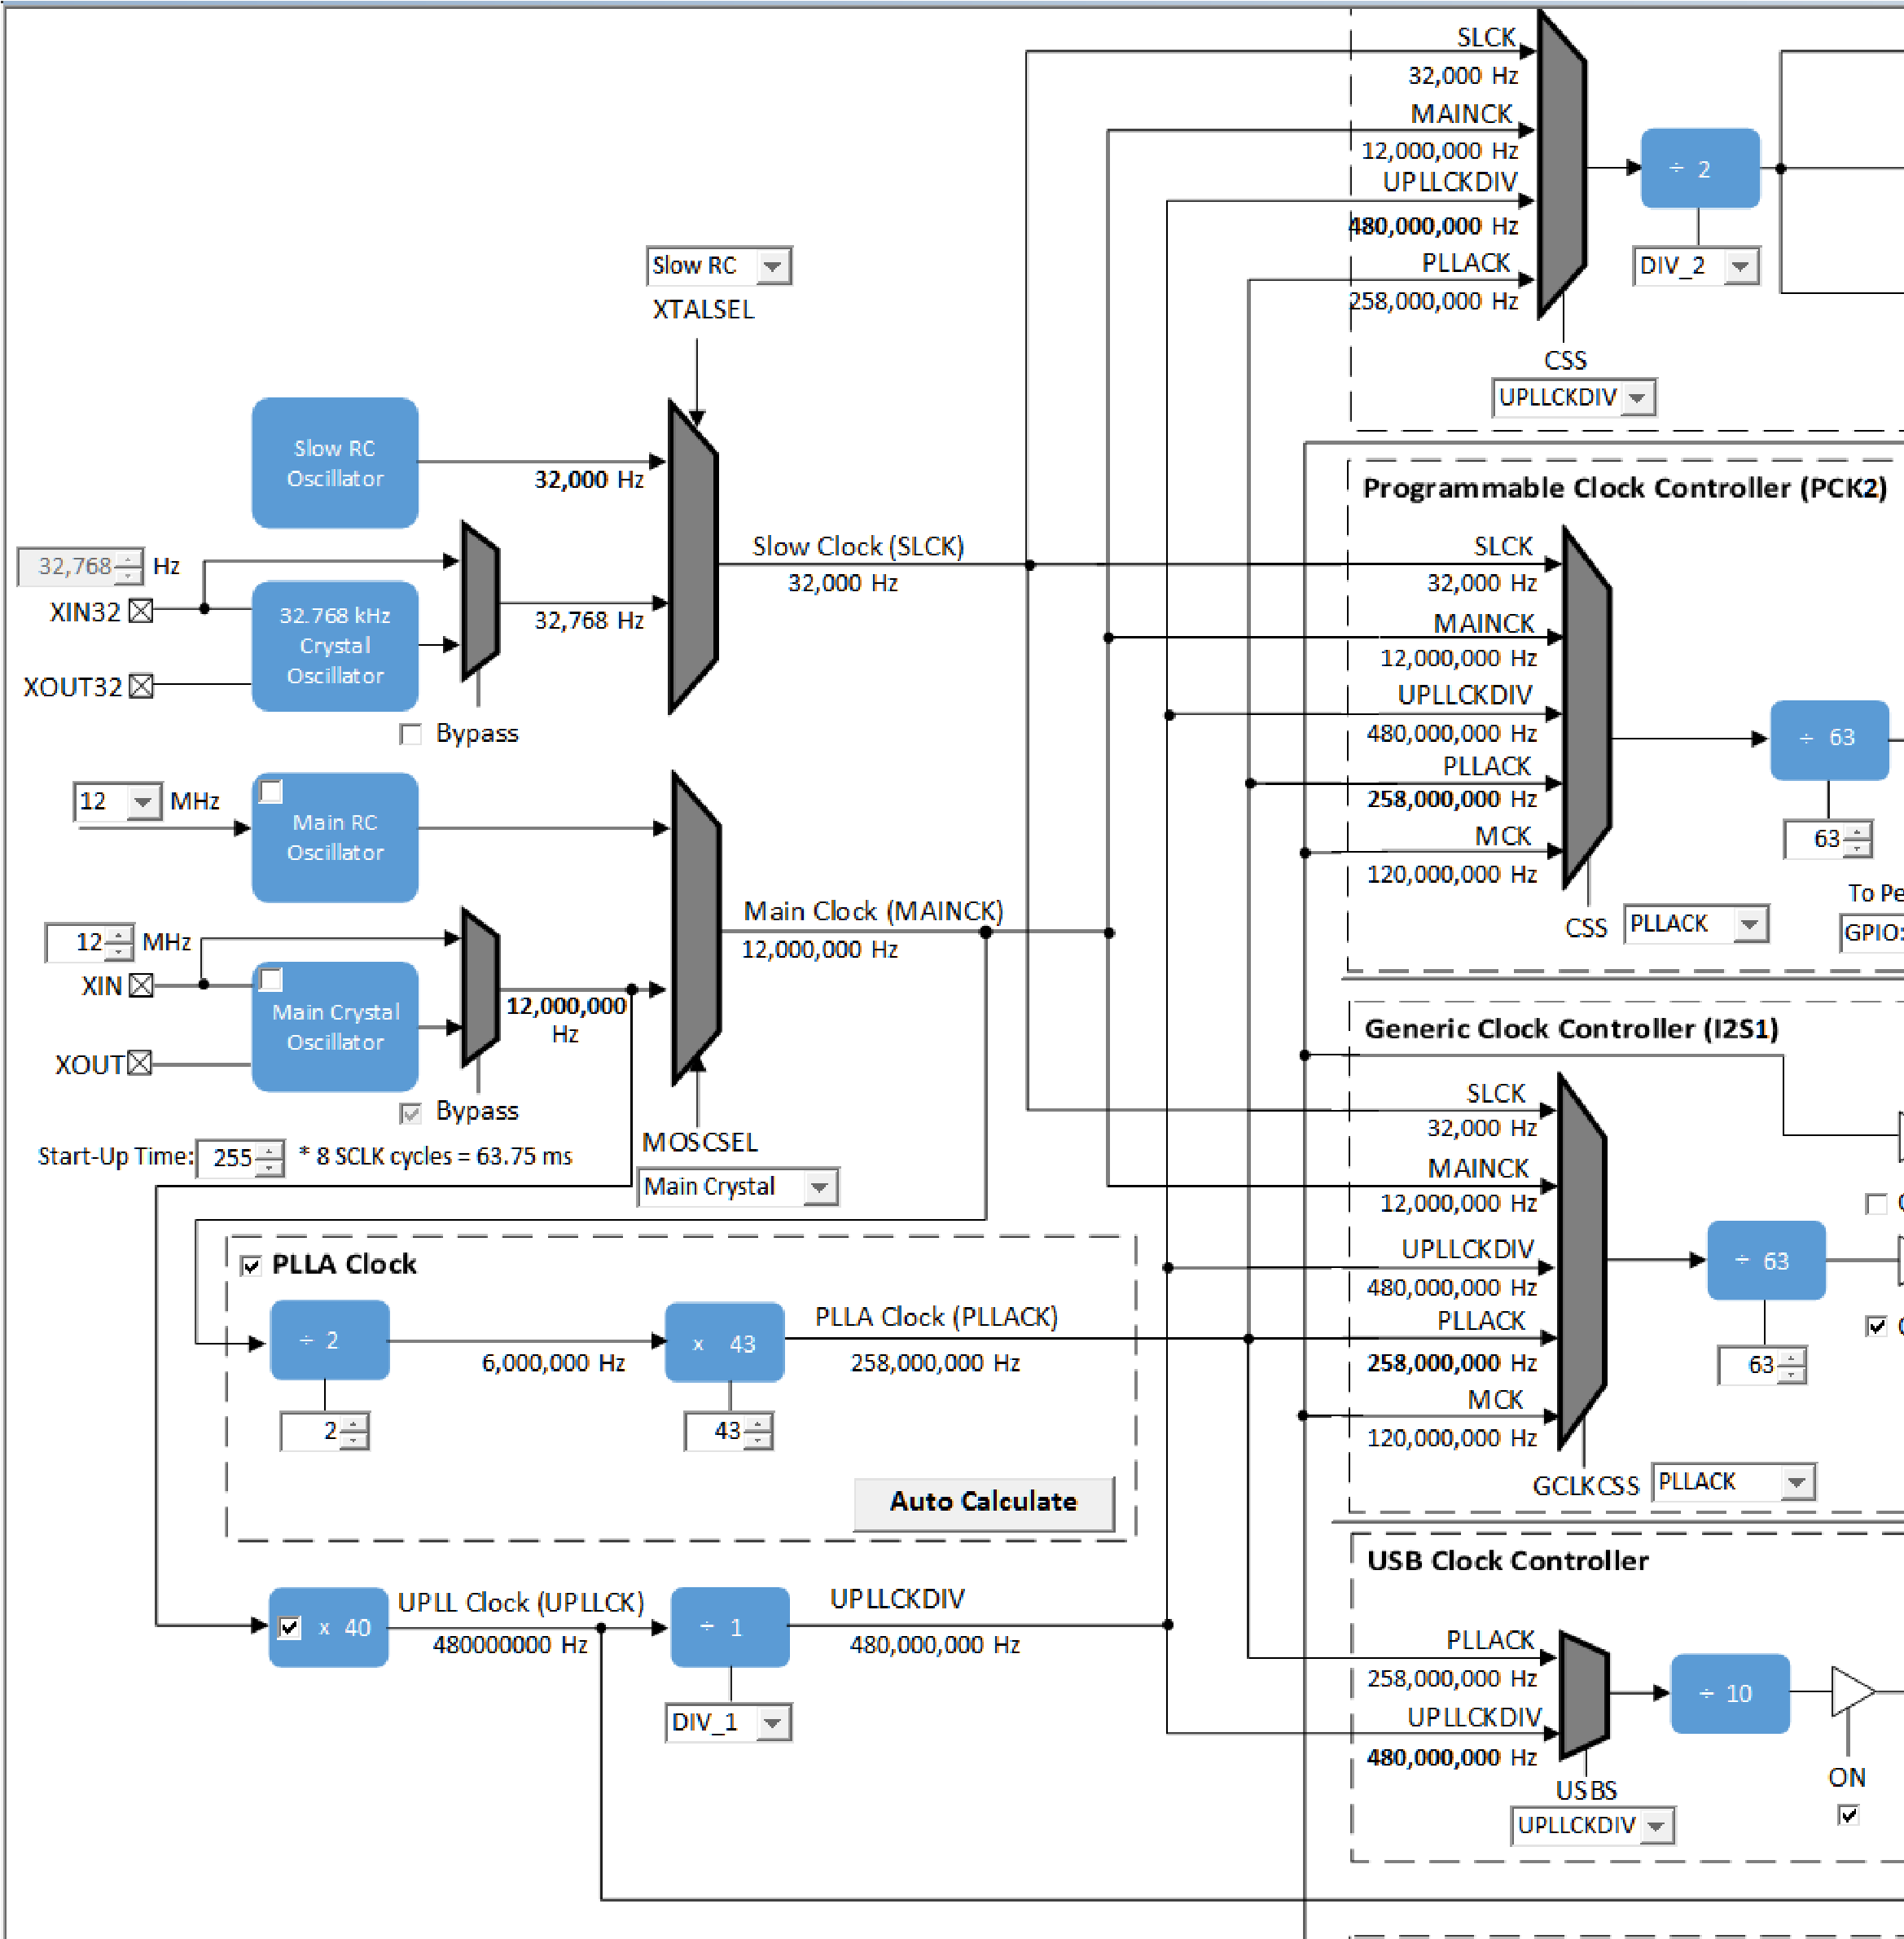 SLCK
32,000 Hz
MAINCK
12,000,000 Hz
UPLLCKDIV
480,000,000 Hz
PLLACK
258,000,000 Hz
÷ 2
DIV_2
CSS
UPLLCKDIV
Slow RC
XTALSEL
Slow RC
Oscillator
32,000 Hz
32,768 Hz
XIN32
32.768 kHz
Crystal
Oscillator
XOUT32
32,768 Hz
Bypass
Slow Clock (SLCK)
32,000 Hz
12 MHz
Main RC
Oscillator
12 MHz
XIN
Main Crystal
Oscillator
XOUT
12,000,000
Hz
Bypass
Main Clock (MAINCK)
12,000,000 Hz
Start-Up Time: 255 * 8 SCLK cycles = 63.75 ms
MOSCSEL
Main Crystal
PLLA Clock
÷ 2
6,000,000 Hz
x 43
PLLA Clock (PLLACK)
258,000,000 Hz
2
43
Auto Calculate
x 40
UPLL Clock (UPLLCK)
480000000 Hz
÷ 1
UPLLCKDIV
480,000,000 Hz
DIV_1
Programmable Clock Controller (PCK2)
SLCK
32,000 Hz
MAINCK
12,000,000 Hz
UPLLCKDIV
480,000,000 Hz
PLLACK
258,000,000 Hz
MCK
120,000,000 Hz
÷ 63
63
To Pe
GPIO:
CSS PLLACK
Generic Clock Controller (I2S1)
SLCK
32,000 Hz
MAINCK
12,000,000 Hz
UPLLCKDIV
480,000,000 Hz
PLLACK
258,000,000 Hz
MCK
120,000,000 Hz
÷ 63
63
GCLKCSS PLLACK
USB Clock Controller
PLLACK
258,000,000 Hz
UPLLCKDIV
480,000,000 Hz
÷ 10
ON
USBS
UPLLCKDIV